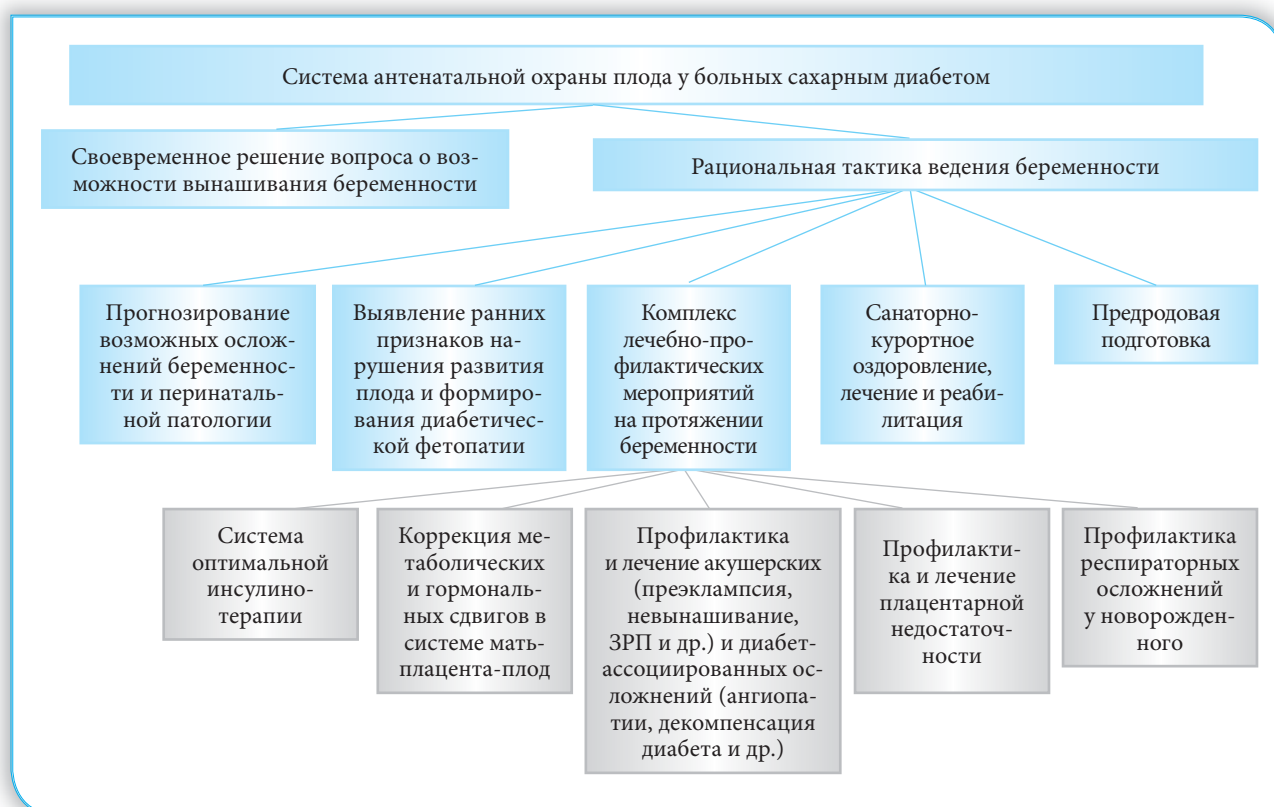 Система антенатальной охраны плода у больных сахарным диабетом
Своевременное решение вопроса о воз-
можности вынашивания беременности
Рациональная тактика ведения беременности
Прогнозирование
возможных ослож-
нений беременнос-
ти и перинаталь-
ной патологии
Выявление ранних
признаков на-
рушения развития
плода и формиро-
вания диабетичес-
кой фетопатии
Комплекс
лечебно-про-
филактических
мероприятий
на протяжении
беременности
Санаторно-
курортное
оздоровление,
лечение и реаби-
литация
Предродовая
подготовка
Система
оптимальной
инсулино-
терапии
Коррекция ме-
таболических
и гормональ-
ных сдвигов в
системе мать-
плацента-плод
Профилактика
и лечение акушерских
(преэклампсия,
невынашивание,
ЗРП и др.) и диабет-
ассоциированных ос-
ложнений (ангиопа-
тии, декомпенсация
диабета и др.)
Профилакти-
ка и лечение
плацентарной
недостаточ-
ности
Профилактика
респираторных
осложнений
у новорожден-
ного